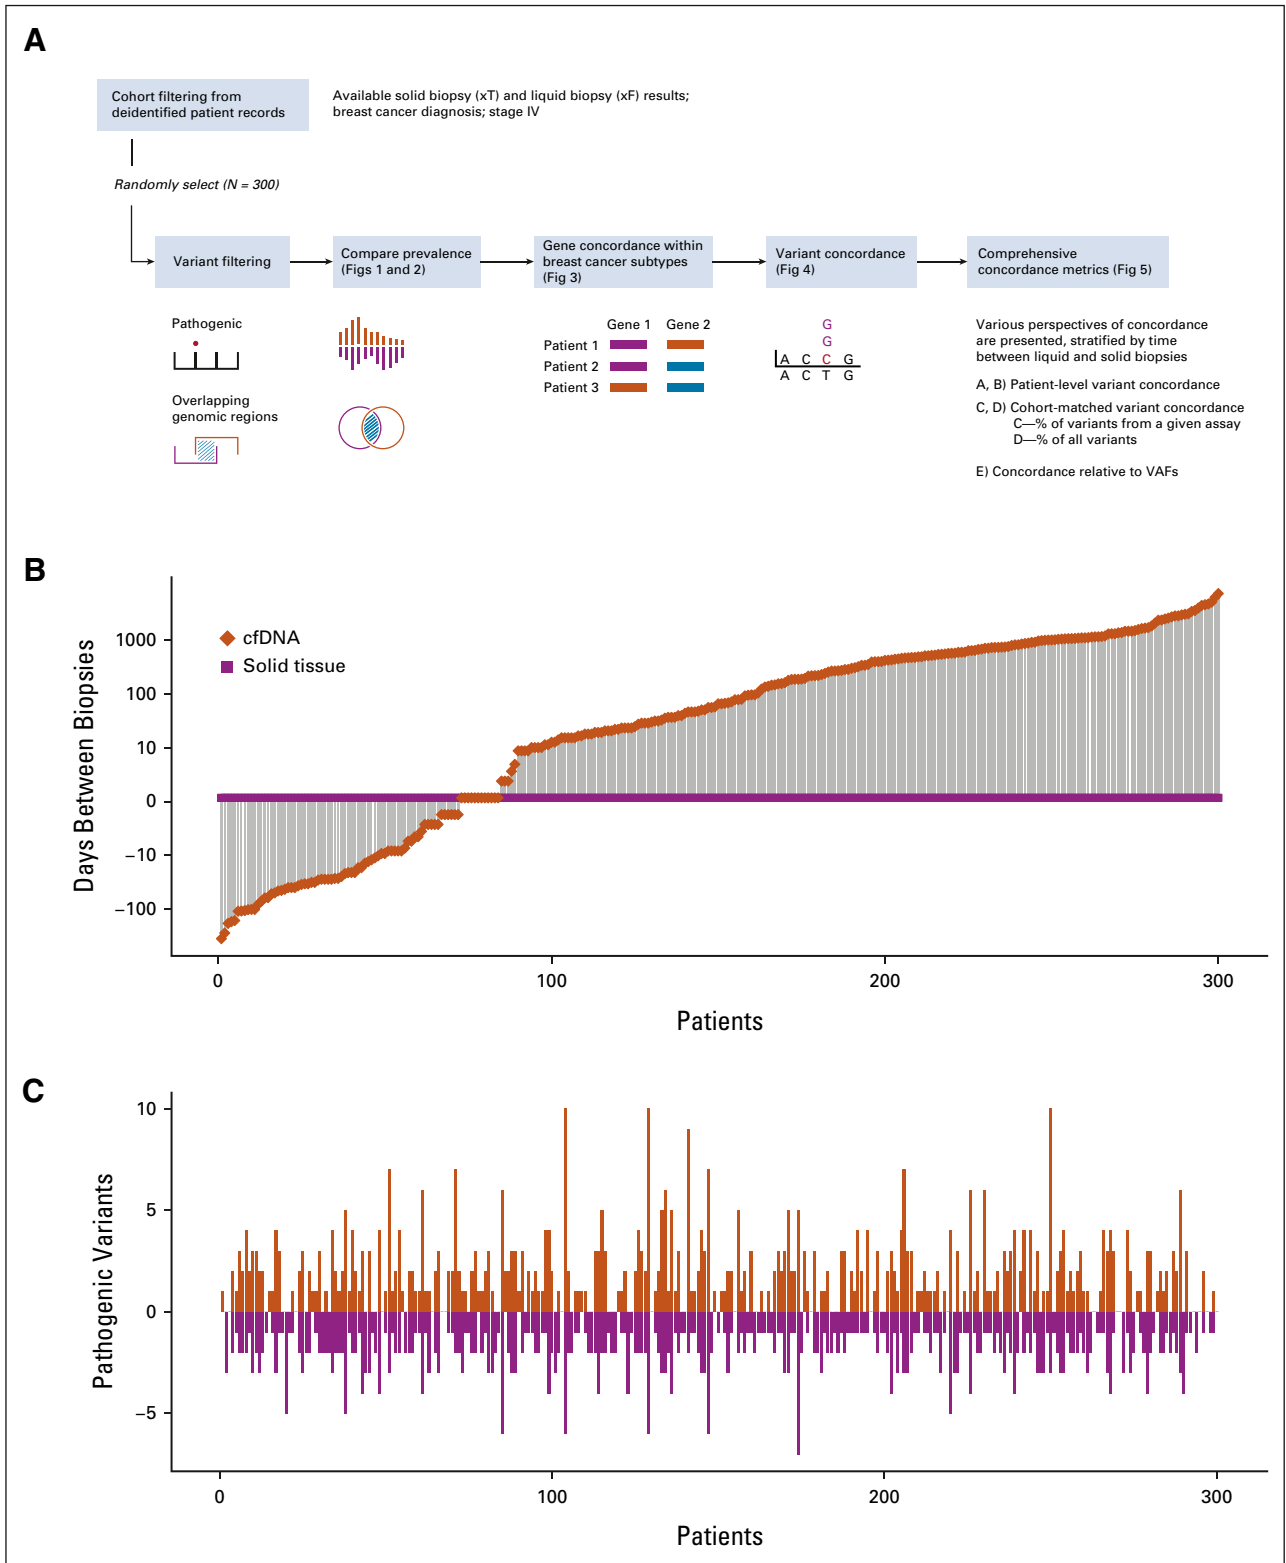 A
Cohort filtering from
deidentified patient records
Available solid biopsy (xT) and liquid biopsy (xF) results;
breast cancer diagnosis; stage IV
Randomly select (N = 300)
Variant filtering
Compare prevalence
(Figs 1 and 2)
Gene concordance within
breast cancer subtypes
(Fig 3)
Variant concordance
(Fig 4)
Comprehensive
concordance metrics (Fig 5)
Pathogenic
Overlapping
genomic regions
Gene 1 Gene 2
Patient 1
Patient 2
Patient 3
G
G
A C C G
A C T G
Various perspectives of concordance
are presented, stratified by time
between liquid and solid biopsies
A, B) Patient-level variant concordance
C, D) Cohort-matched variant concordance
C—% of variants from a given assay
D—% of all variants
E) Concordance relative to VAFs
B
Days Between Biopsies
1000
100
10
0
−10
−100
cfDNA
Solid tissue
0 100 200 300
Patients
C
Pathogenic Variants
10
5
0
−5
0 100 200 300
Patients